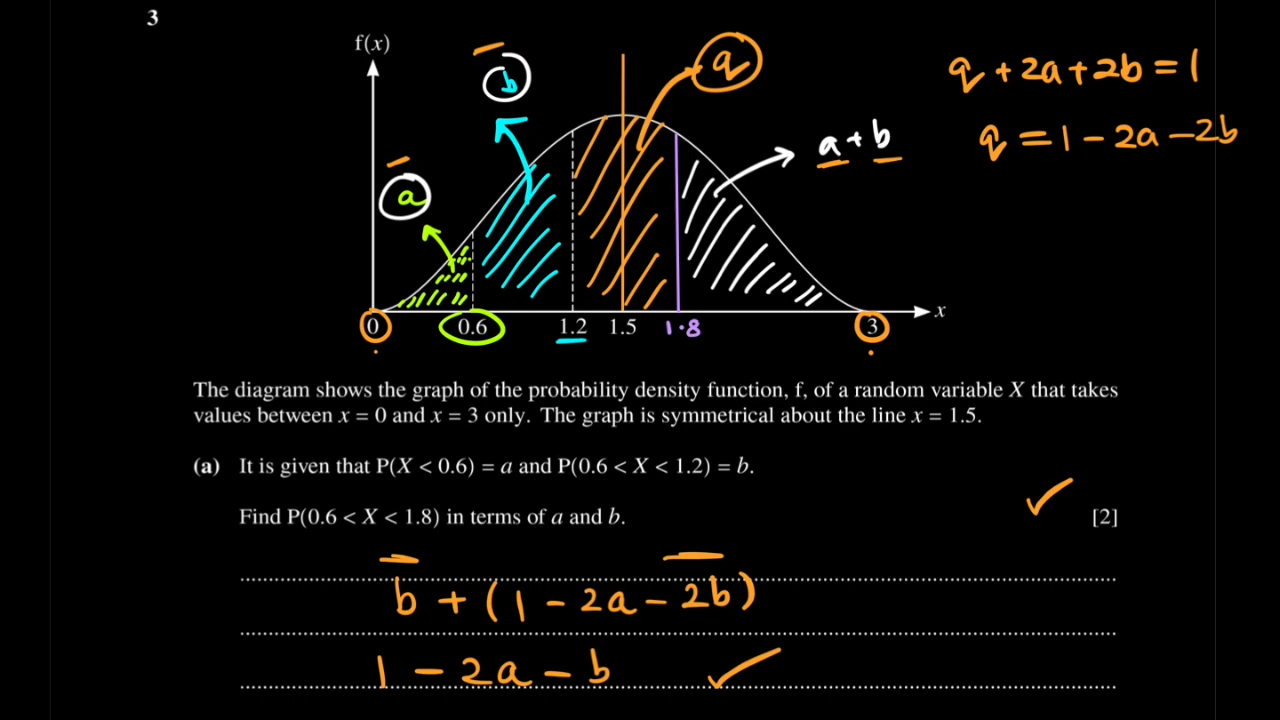 3
f(x)
b
q
q + 2a + 2b = 1
q = 1 - 2a - 2b
a + b
a
0 0.6 1.2 1.5 1.8 3 x
The diagram shows the graph of the probability density function, f, of a random variable X that takes
values between x = 0 and x = 3 only. The graph is symmetrical about the line x = 1.5.
(a) It is given that P(X < 0.6) = a and P(0.6 < X < 1.2) = b.
Find P(0.6 < X < 1.8) in terms of a and b. [2]
b + (1 - 2a - 2b)
1 - 2a - b